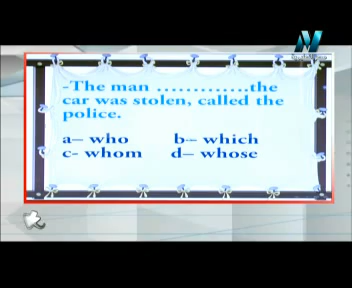 -The man .............the
car was stolen, called the
police.
a– who b– which
c- whom d– whose